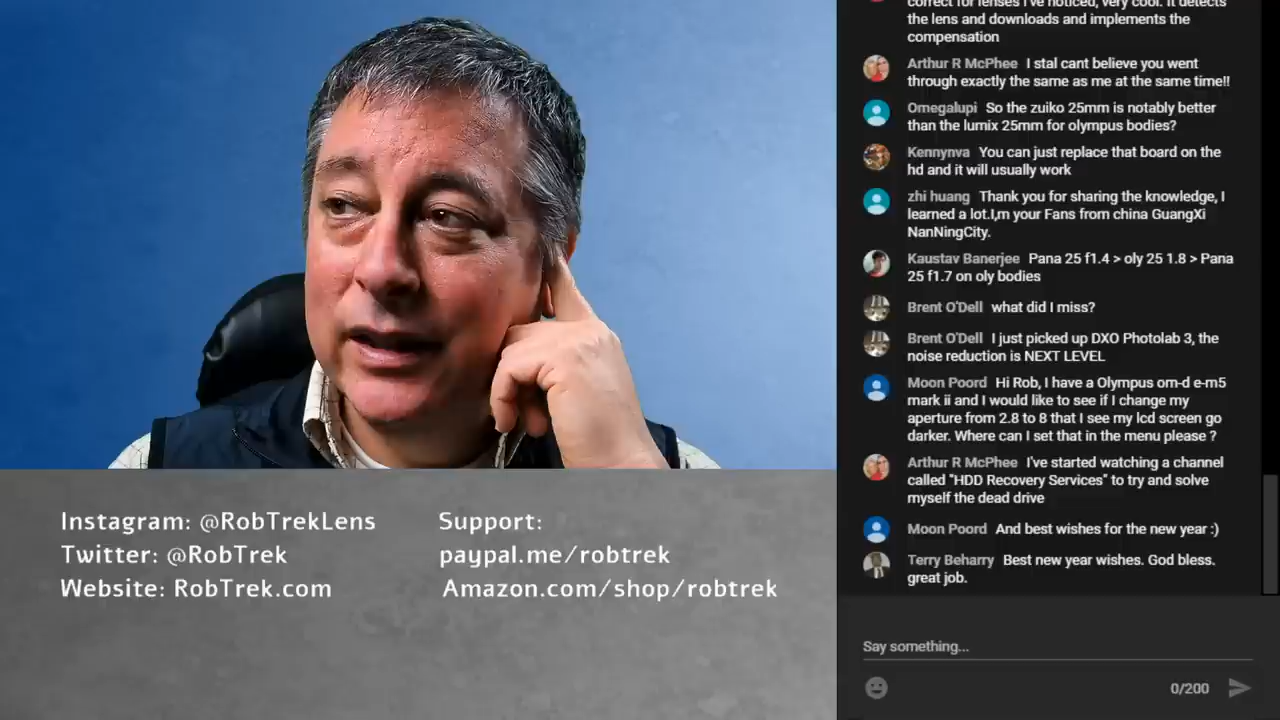 Instagram: @RobTrekLens
Twitter: @RobTrek
Website: RobTrek.com
Support:
paypal.me/robtrek
Amazon.com/shop/robtrek
correct for lenses i've noticed, very cool. It detects
the lens and downloads and implements the
compensation
Arthur R McPhee I stal cant believe you went
through exactly the same as me at the same time!!
Omegalupi So the zuiko 25mm is notably better
than the lumix 25mm for olympus bodies?
Kennynva You can just replace that board on the
hd and it will usually work
zhi huang Thank you for sharing the knowledge, I
learned a lot.I,m your Fans from china GuangXi
NanNingCity.
Kaustav Banerjee Pana 25 f1.4 > oly 25 1.8 > Pana
25 f1.7 on oly bodies
Brent O'Dell what did I miss?
Brent O'Dell I just picked up DXO Photolab 3, the
noise reduction is NEXT LEVEL
Moon Poord Hi Rob, I have a Olympus om-d e-m5
mark ii and I would like to see if I change my
aperture from 2.8 to 8 that I see my lcd screen go
darker. Where can I set that in the menu please ?
Arthur R McPhee I've started watching a channel
called "HDD Recovery Services" to try and solve
myself the dead drive
Moon Poord And best wishes for the new year :)
Terry Beharry Best new year wishes. God bless.
great job.
Say something...
0/200